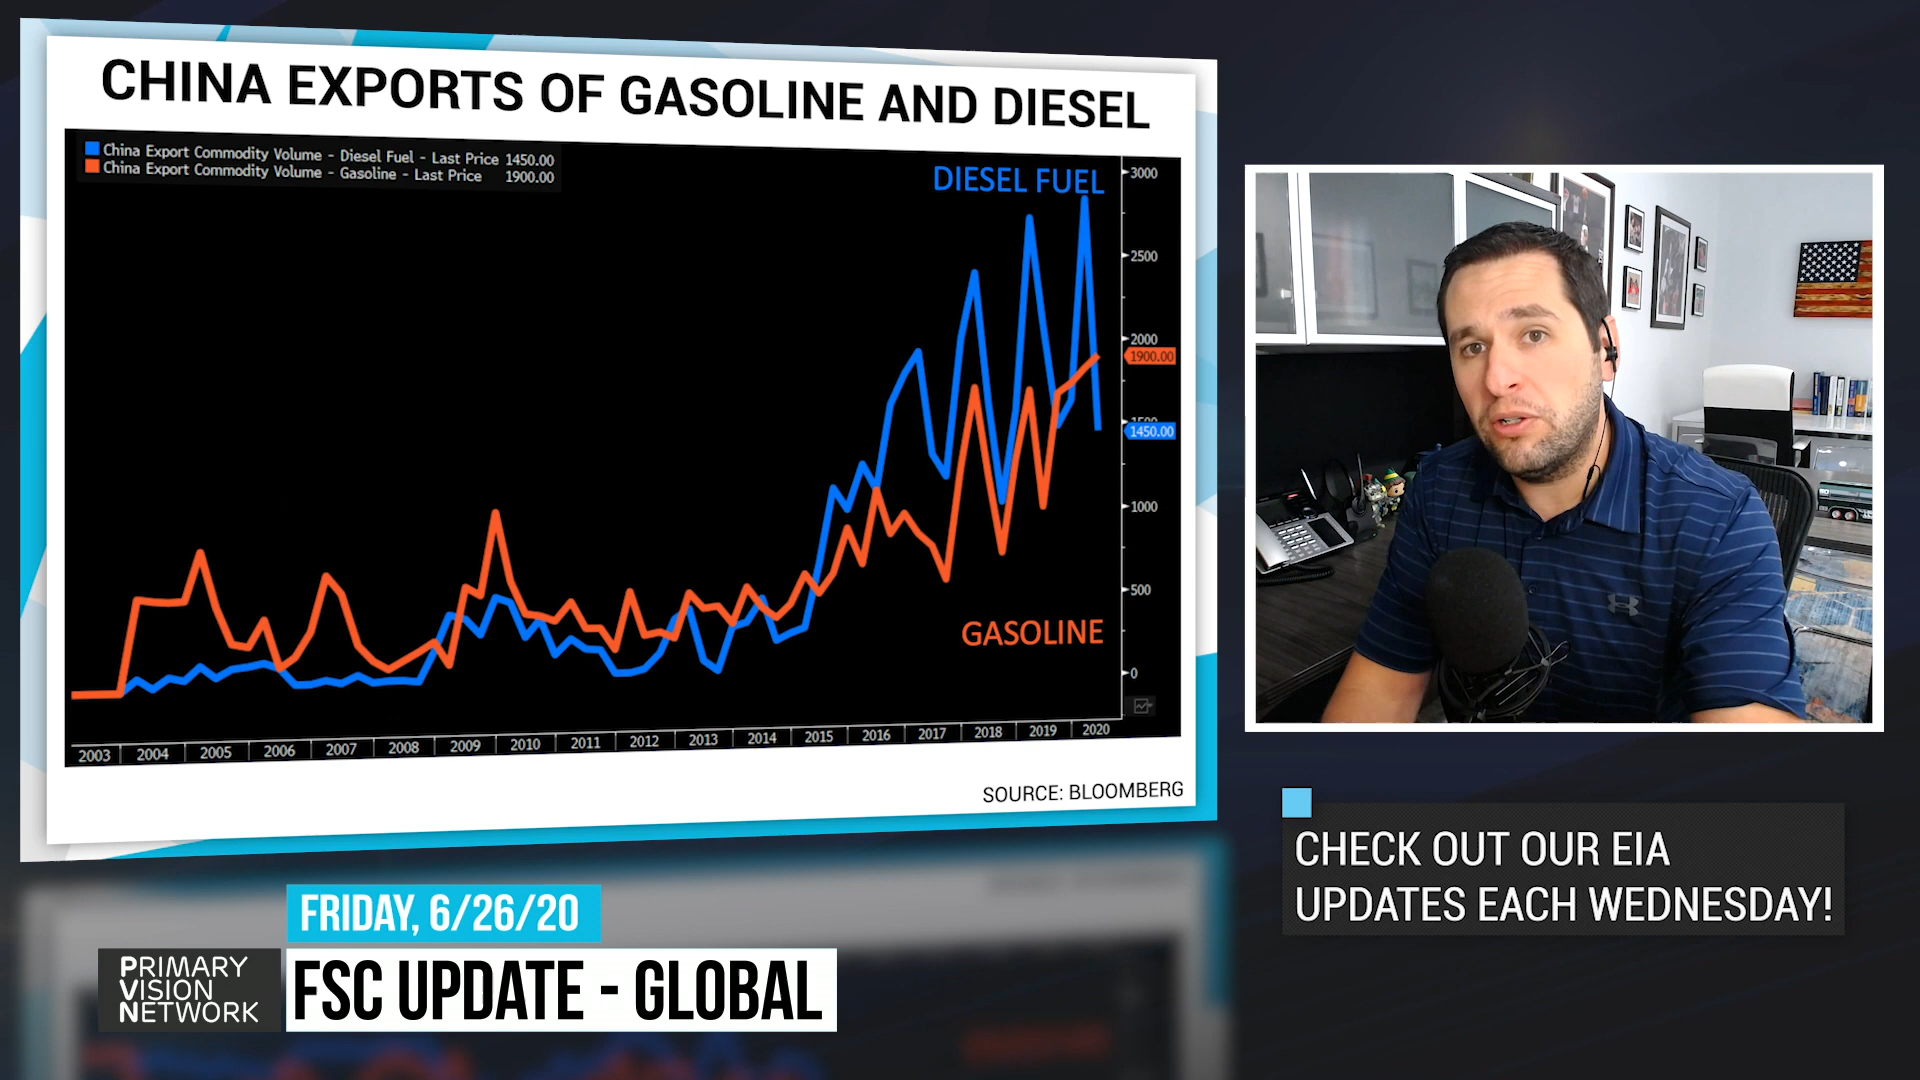 CHINA EXPORTS OF GASOLINE AND DIESEL
China Export Commodity Volume - Diesel Fuel - Last Price 1450.00
China Export Commodity Volume - Gasoline - Last Price 1900.00
DIESEL FUEL
3000
2500
2000
1900.00
1500
1450.00
1000
500
0
GASOLINE
2003 2004 2005 2006 2007 2008 2009 2010 2011 2012 2013 2014 2015 2016 2017 2018 2019 2020
SOURCE: BLOOMBERG
CHECK OUT OUR EIA
UPDATES EACH WEDNESDAY!
FRIDAY, 6/26/20
PRIMARY
VISION
NETWORK
FSC UPDATE - GLOBAL